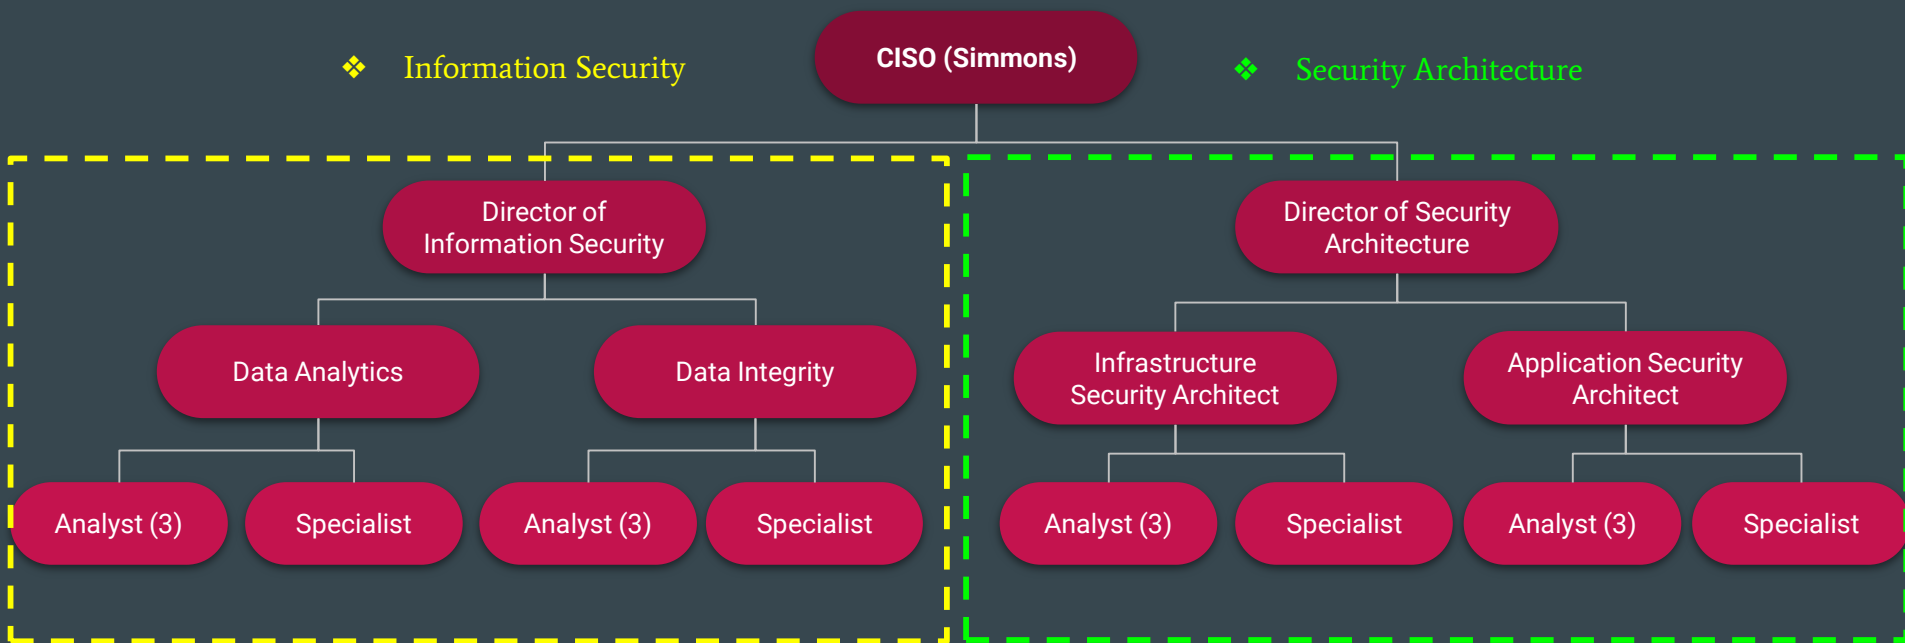 CISO (Simmons)
❖ Information Security
❖ Security Architecture
Director of
Information Security
Director of Security
Architecture
Data Analytics
Data Integrity
Infrastructure
Security Architect
Application Security
Architect
Analyst (3)
Specialist
Analyst (3)
Specialist
Analyst (3)
Specialist
Analyst (3)
Specialist